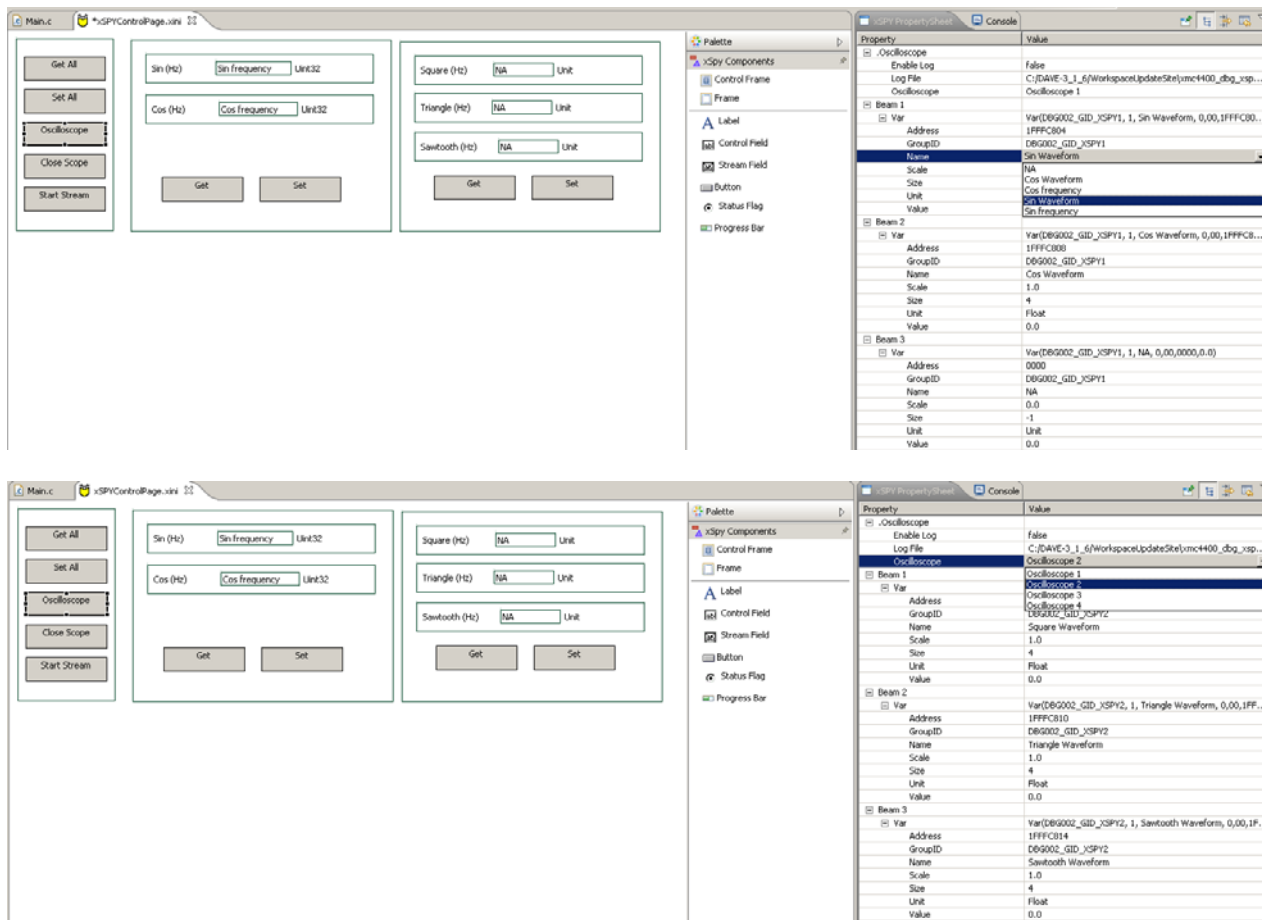 Main.c *xSPYControlPage.xini
Get All
Set All
Oscilloscope
Close Scope
Start Stream
Sin (Hz) Sin frequency Uint32
Cos (Hz) Cos frequency Uint32
Get Set
Square (Hz) NA Unit
Triangle (Hz) NA Unit
Sawtooth (Hz) NA Unit
Get Set
Palette
xSpy Components
Control Frame
Frame
Label
Control Field
Stream Field
Button
Status Flag
Progress Bar
xSPY PropertySheet Console
Property Value
.Oscilloscope
Enable Log false
Log File C:/DAVE-3_1_6/WorkspaceUpdateSite\xmc4400_dbg_xsp...
Oscilloscope Oscilloscope 1
Beam 1
Var Var(DBG002_GID_XSPY1, 1, Sin Waveform, 0,00,1FFFC80...
Address 1FFFC804
GroupID DBG002_GID_XSPY1
Name Sin Waveform
Scale NA
Cos Waveform
Size Cos frequency
Unit Sin Waveform
Value Sin frequency
Beam 2
Var Var(DBG002_GID_XSPY1, 1, Cos Waveform, 0,00,1FFFC8...
Address 1FFFC808
GroupID DBG002_GID_XSPY1
Name Cos Waveform
Scale 1.0
Size 4
Unit Float
Value 0.0
Beam 3
Var Var(DBG002_GID_XSPY1, 1, NA, 0,00,0000,0.0)
Address 0000
GroupID DBG002_GID_XSPY1
Name NA
Scale 0.0
Size -1
Unit Unit
Value 0.0
Main.c xSPYControlPage.xini
Get All
Set All
Oscilloscope
Close Scope
Start Stream
Sin (Hz) Sin frequency Uint32
Cos (Hz) Cos frequency Uint32
Get Set
Square (Hz) NA Unit
Triangle (Hz) NA Unit
Sawtooth (Hz) NA Unit
Get Set
Palette
xSpy Components
Control Frame
Frame
Label
Control Field
Stream Field
Button
Status Flag
Progress Bar
xSPY PropertySheet Console
Property Value
.Oscilloscope
Enable Log false
Log File C:/DAVE-3_1_6/WorkspaceUpdateSite\xmc4400_dbg_xsp...
Oscilloscope Oscilloscope 2
Beam 1 Oscilloscope 1
Var Oscilloscope 2
Address Oscilloscope 3
Oscilloscope 4
GroupID DBG002_GID_XSPY2
Name Square Waveform
Scale 1.0
Size 4
Unit Float
Value 0.0
Beam 2
Var Var(DBG002_GID_XSPY2, 1, Triangle Waveform, 0,00,1FF...
Address 1FFFC810
GroupID DBG002_GID_XSPY2
Name Triangle Waveform
Scale 1.0
Size 4
Unit Float
Value 0.0
Beam 3
Var Var(DBG002_GID_XSPY2, 1, Sawtooth Waveform, 0,00,1F...
Address 1FFFC814
GroupID DBG002_GID_XSPY2
Name Sawtooth Waveform
Scale 1.0
Size 4
Unit Float
Value 0.0